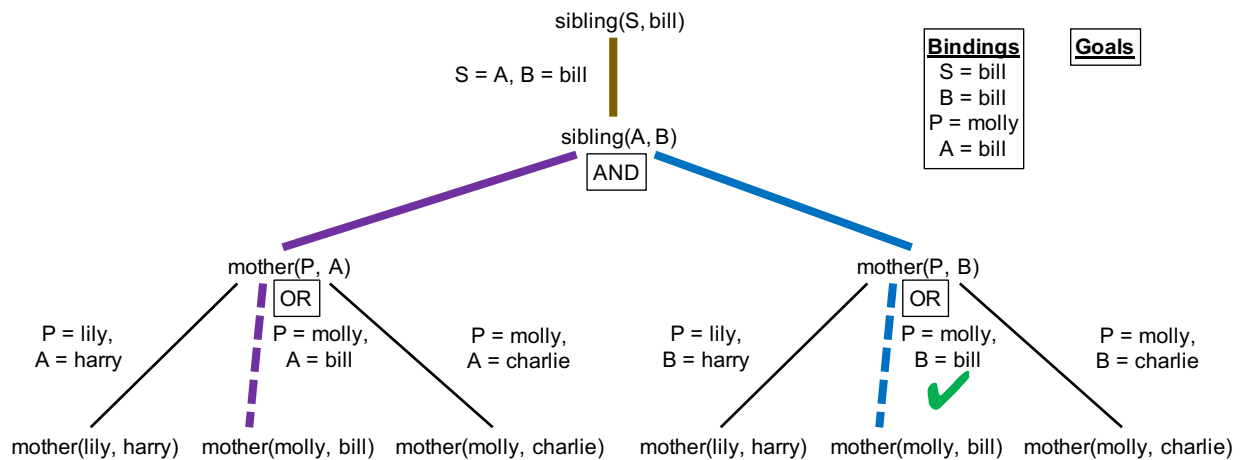 sibling(S, bill)
S = A, B = bill
Bindings
S = bill
B = bill
P = molly
A = bill
Goals
sibling(A, B)
AND
mother(P, A)
OR
P = lily,
A = harry
P = molly,
A = bill
P = molly,
A = charlie
mother(P, B)
OR
P = lily,
B = harry
P = molly,
B = bill
P = molly,
B = charlie
mother(lily, harry)
mother(molly, bill)
mother(molly, charlie)
mother(lily, harry)
mother(molly, bill)
mother(molly, charlie)